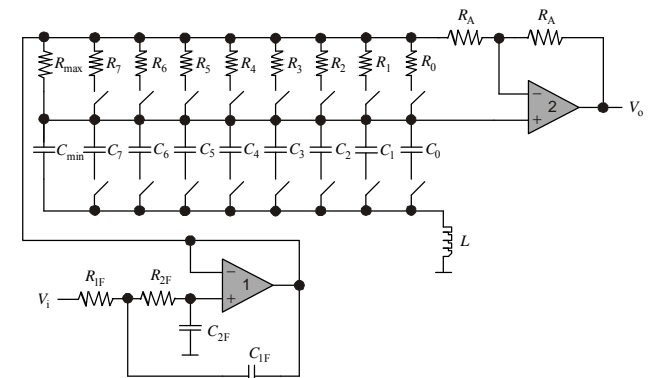 R_A R_A
R_max R_7 R_6 R_5 R_4 R_3 R_2 R_1 R_0
− 2 V_o
+
C_min C_7 C_6 C_5 C_4 C_3 C_2 C_1 C_0
L
R_1F R_2F − 1
V_i +
C_2F
C_1F